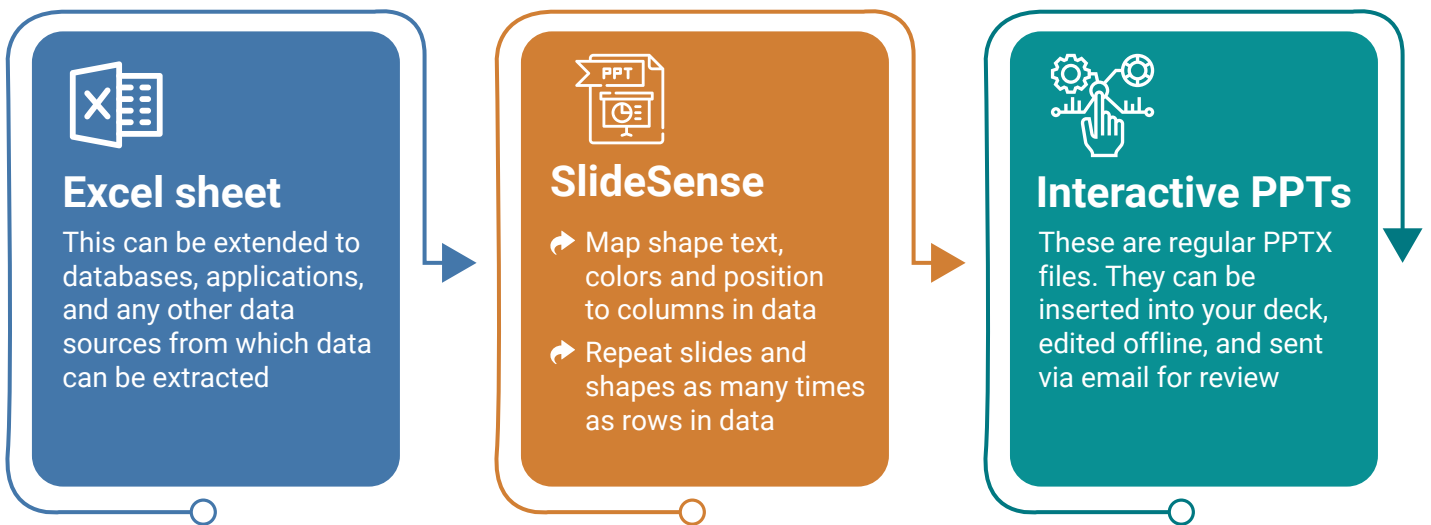 X
Excel sheet
This can be extended to
databases, applications,
and any other data
sources from which data
can be extracted
PPT
SlideSense
Map shape text,
colors and position
to columns in data
Repeat slides and
shapes as many times
as rows in data
Interactive PPTs
These are regular PPTX
files. They can be
inserted into your deck,
edited offline, and sent
via email for review